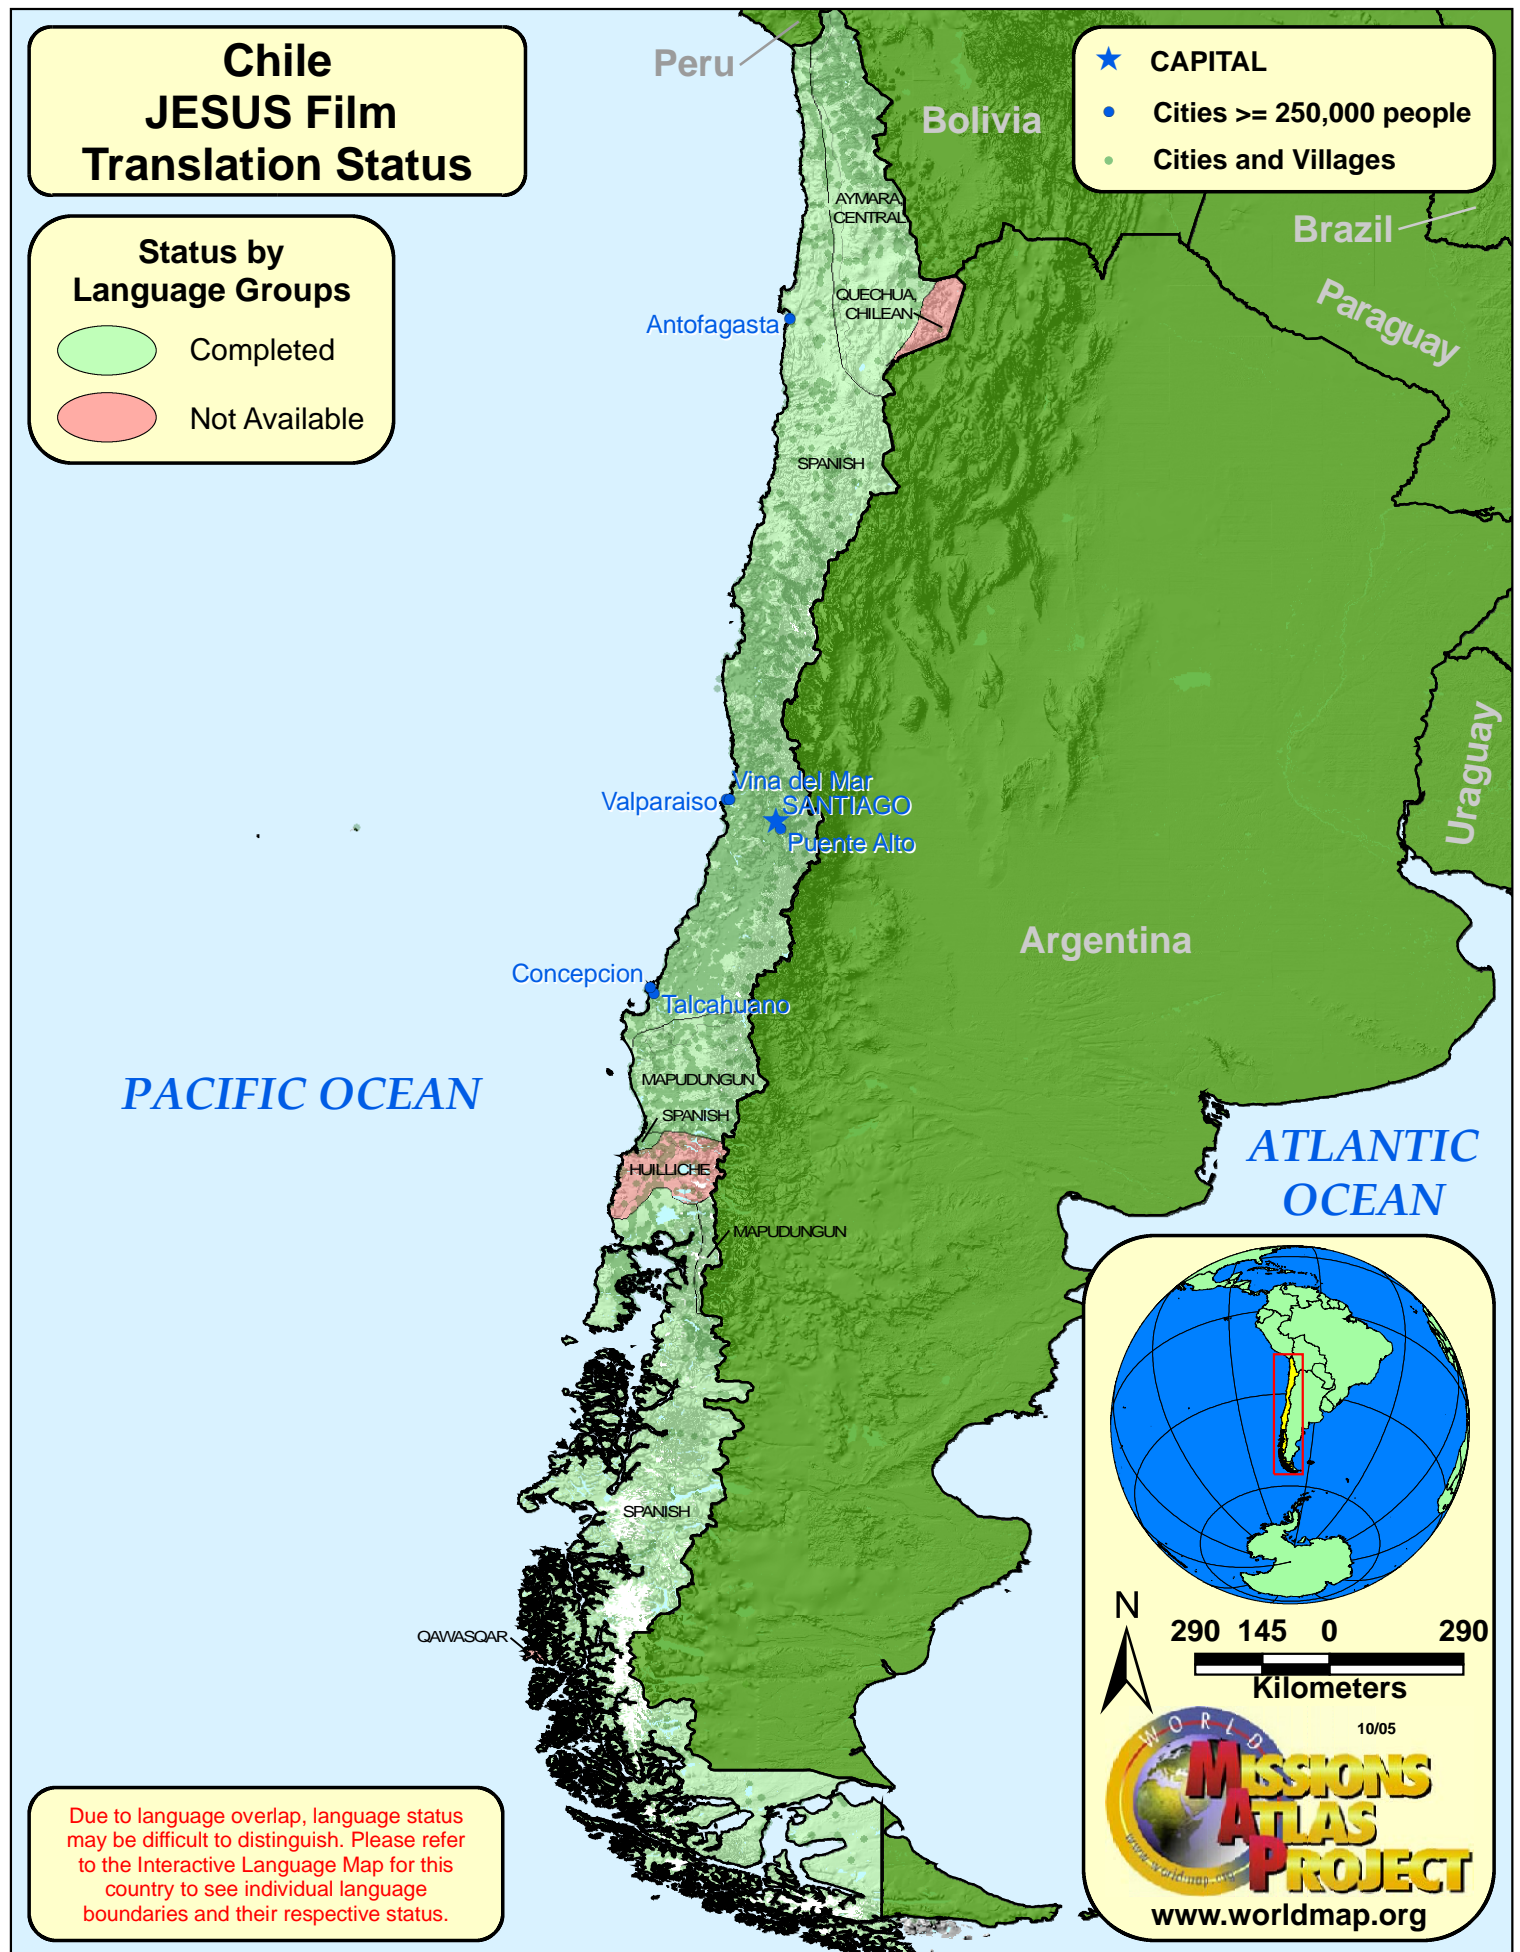 Chile
JESUS Film
Translation Status
Status by
Language Groups
Completed
Not Available
CAPITAL
Cities >= 250,000 people
Cities and Villages
Peru
Bolivia
Brazil
Paraguay
Uraguay
Argentina
AYMARA,
CENTRAL
QUECHUA,
CHILEAN
Antofagasta
SPANISH
Vina del Mar
Valparaiso
SANTIAGO
Puente Alto
Concepcion
Talcahuano
PACIFIC OCEAN
MAPUDUNGUN
SPANISH
HUILLICHE
MAPUDUNGUN
ATLANTIC
OCEAN
SPANISH
QAWASQAR
N
290 145 0 290
Kilometers
10/05
WORLD
MISSIONS
ATLAS
PROJECT
www.worldmap.org
www.worldmap.org
Due to language overlap, language status
may be difficult to distinguish. Please refer
to the Interactive Language Map for this
country to see individual language
boundaries and their respective status.